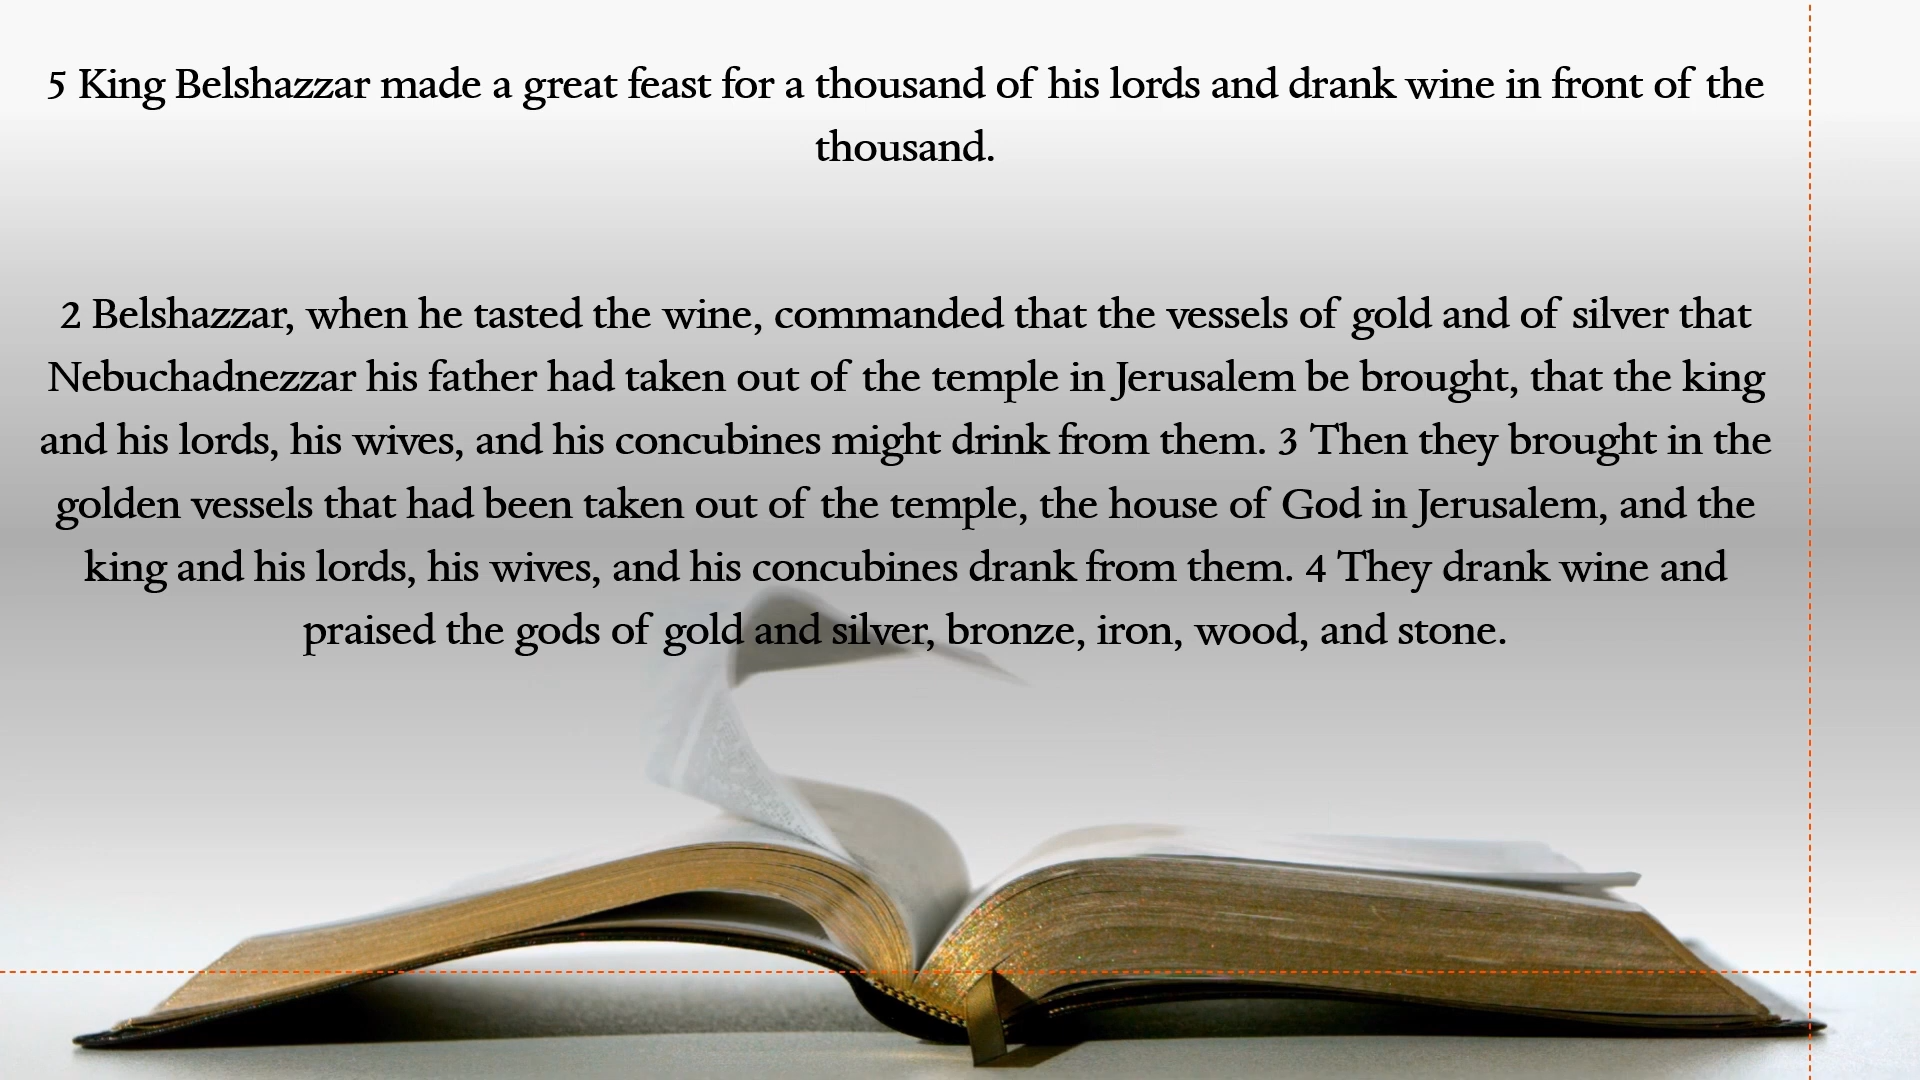 5 King Belshazzar made a great feast for a thousand of his lords and drank wine in front of the
thousand.
2 Belshazzar, when he tasted the wine, commanded that the vessels of gold and of silver that
Nebuchadnezzar his father had taken out of the temple in Jerusalem be brought, that the king
and his lords, his wives, and his concubines might drink from them. 3 Then they brought in the
golden vessels that had been taken out of the temple, the house of God in Jerusalem, and the
king and his lords, his wives, and his concubines drank from them. 4 They drank wine and
praised the gods of gold and silver, bronze, iron, wood, and stone.